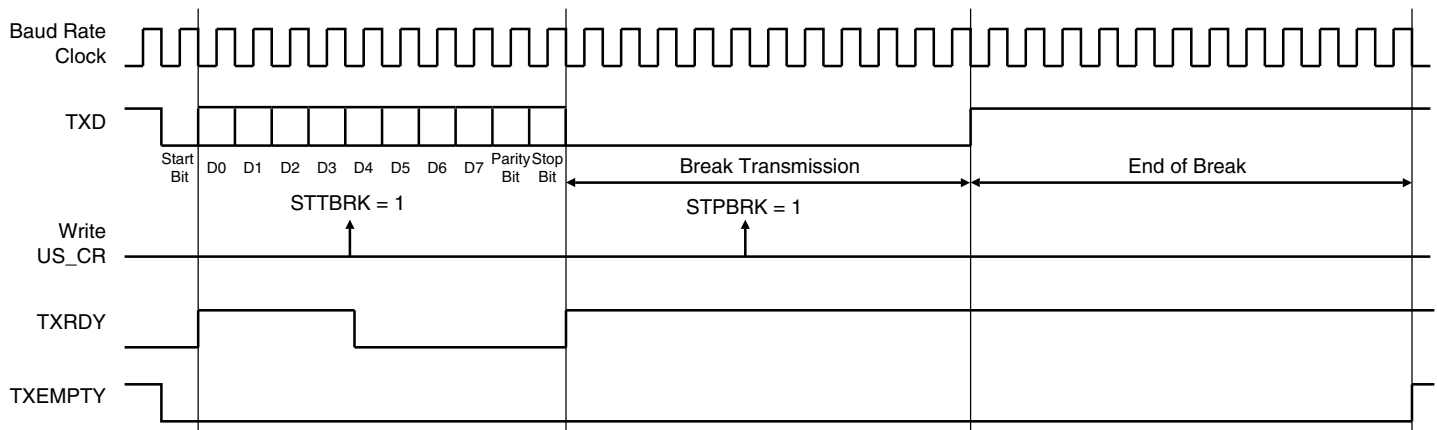 Baud Rate
Clock
TXD
Start
Bit
D0 D1 D2 D3 D4 D5 D6 D7
Parity
Bit
Stop
Bit
Break Transmission
End of Break
STTBRK = 1
STPBRK = 1
Write
US_CR
TXRDY
TXEMPTY